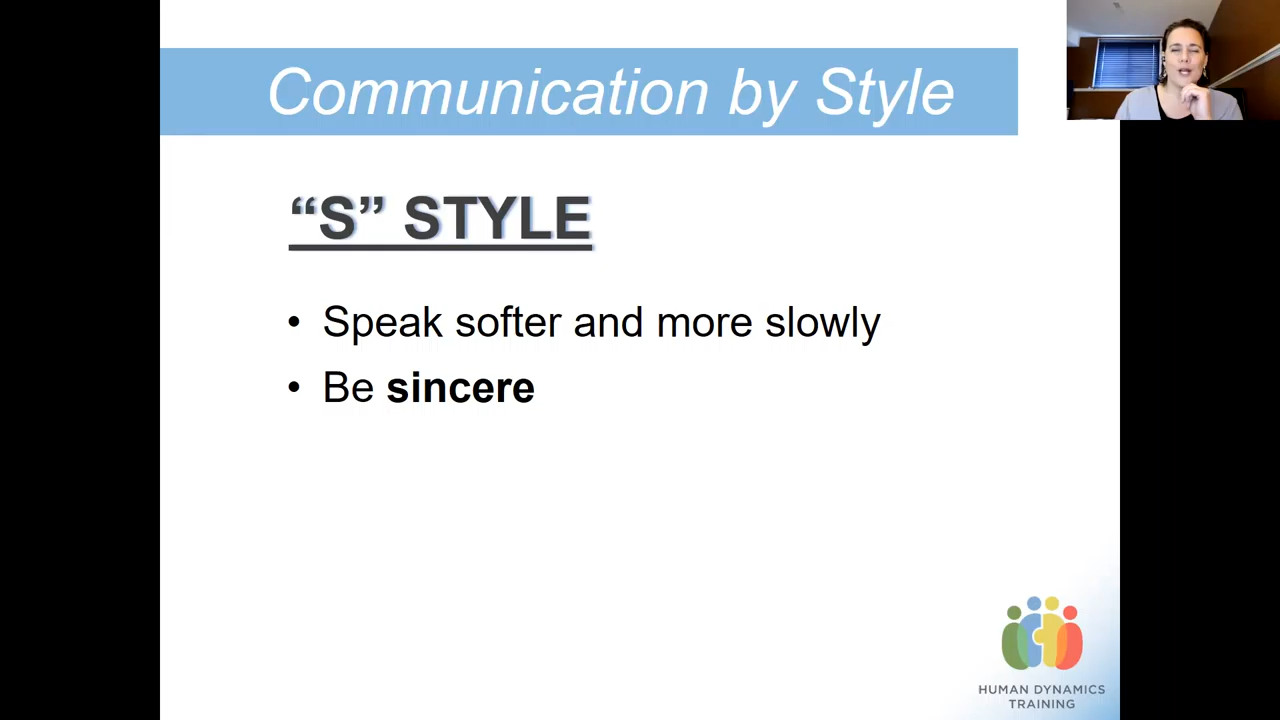 Communication by Style
“S” STYLE
• Speak softer and more slowly
• Be sincere
HUMAN DYNAMICS
TRAINING